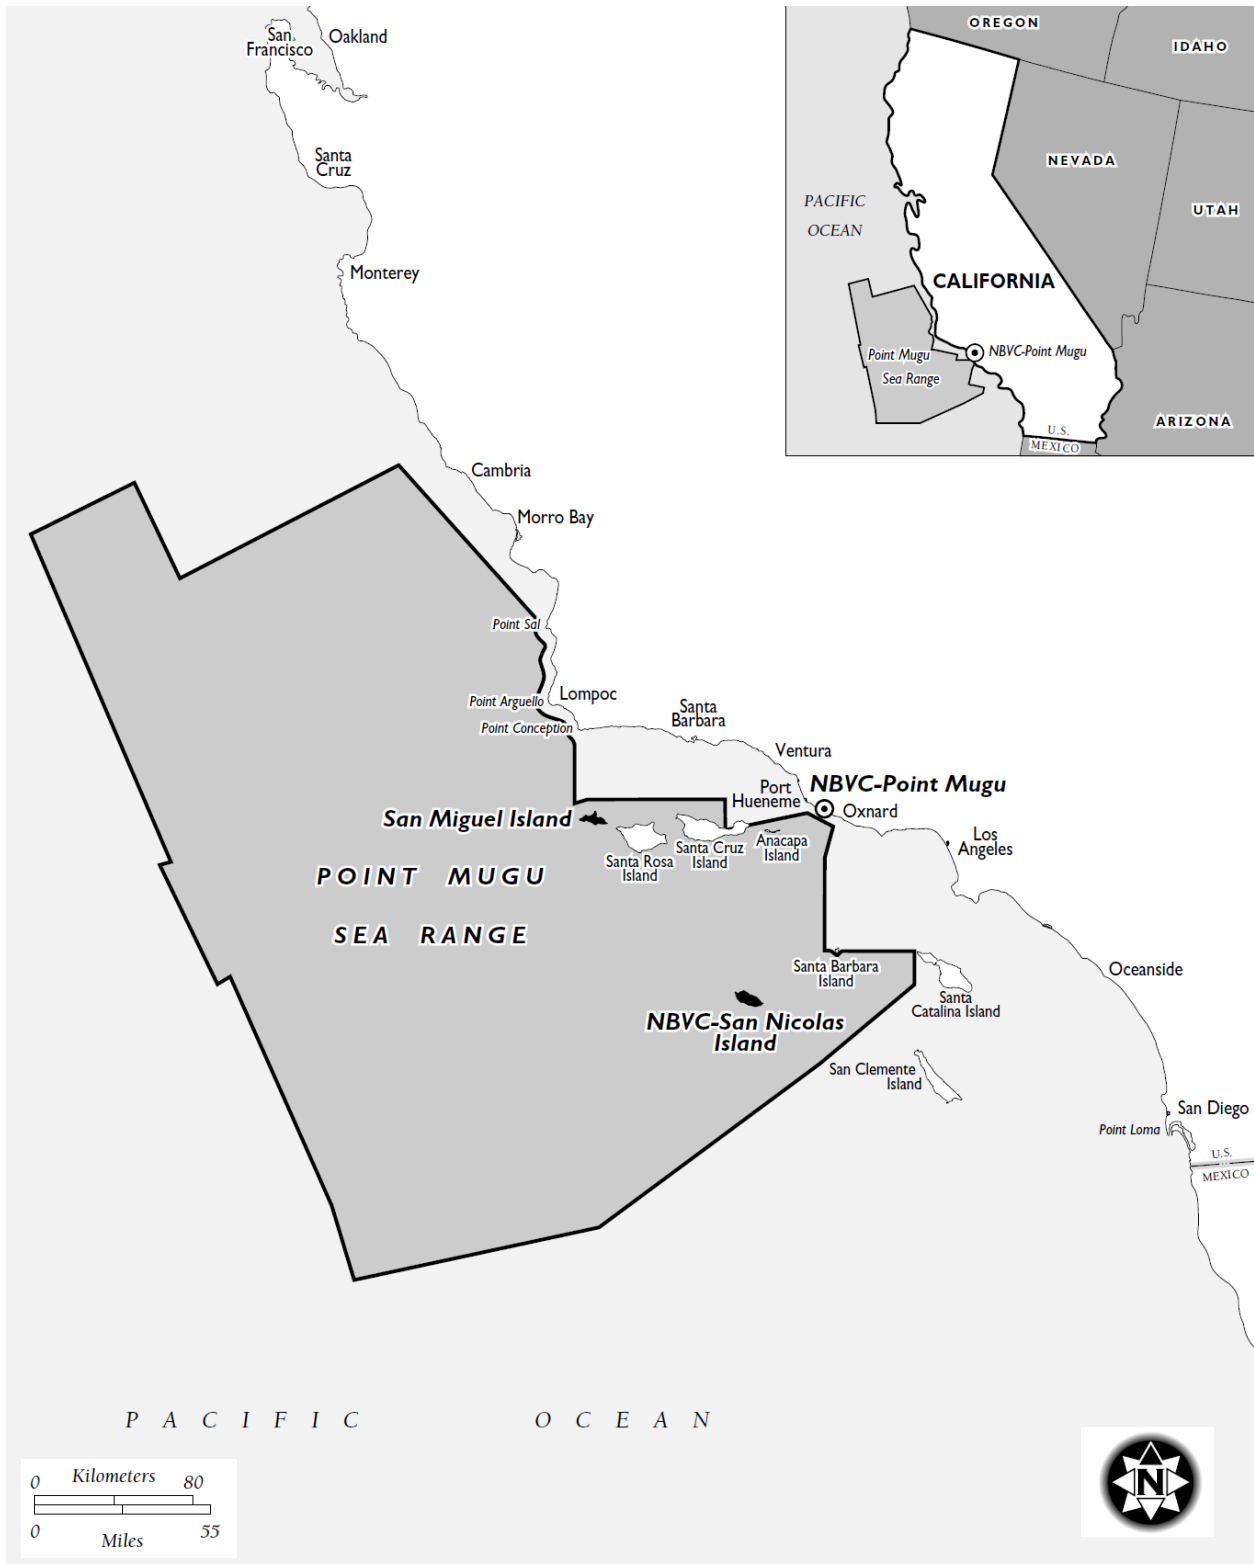 San
Francisco
Oakland
Santa
Cruz
Monterey
Cambria
Morro Bay
Point Sal
Point Arguello
Lompoc
Point Conception
Santa
Barbara
Ventura
Port
Hueneme
NBVC-Point Mugu
Oxnard
Los
Angeles
San Miguel Island
Santa Rosa
Island
Santa Cruz
Island
Anacapa
Island
POINT MUGU
SEA RANGE
Santa Barbara
Island
Santa
Catalina Island
Oceanside
NBVC-San Nicolas
Island
San Clemente
Island
San Diego
Point Loma
U.S.
MEXICO
PACIFIC OCEAN
0 Kilometers 80
0 Miles 55
N
OREGON
IDAHO
NEVADA
UTAH
PACIFIC
OCEAN
CALIFORNIA
Point Mugu
Sea Range
NBVC-Point Mugu
ARIZONA
U.S.
MEXICO